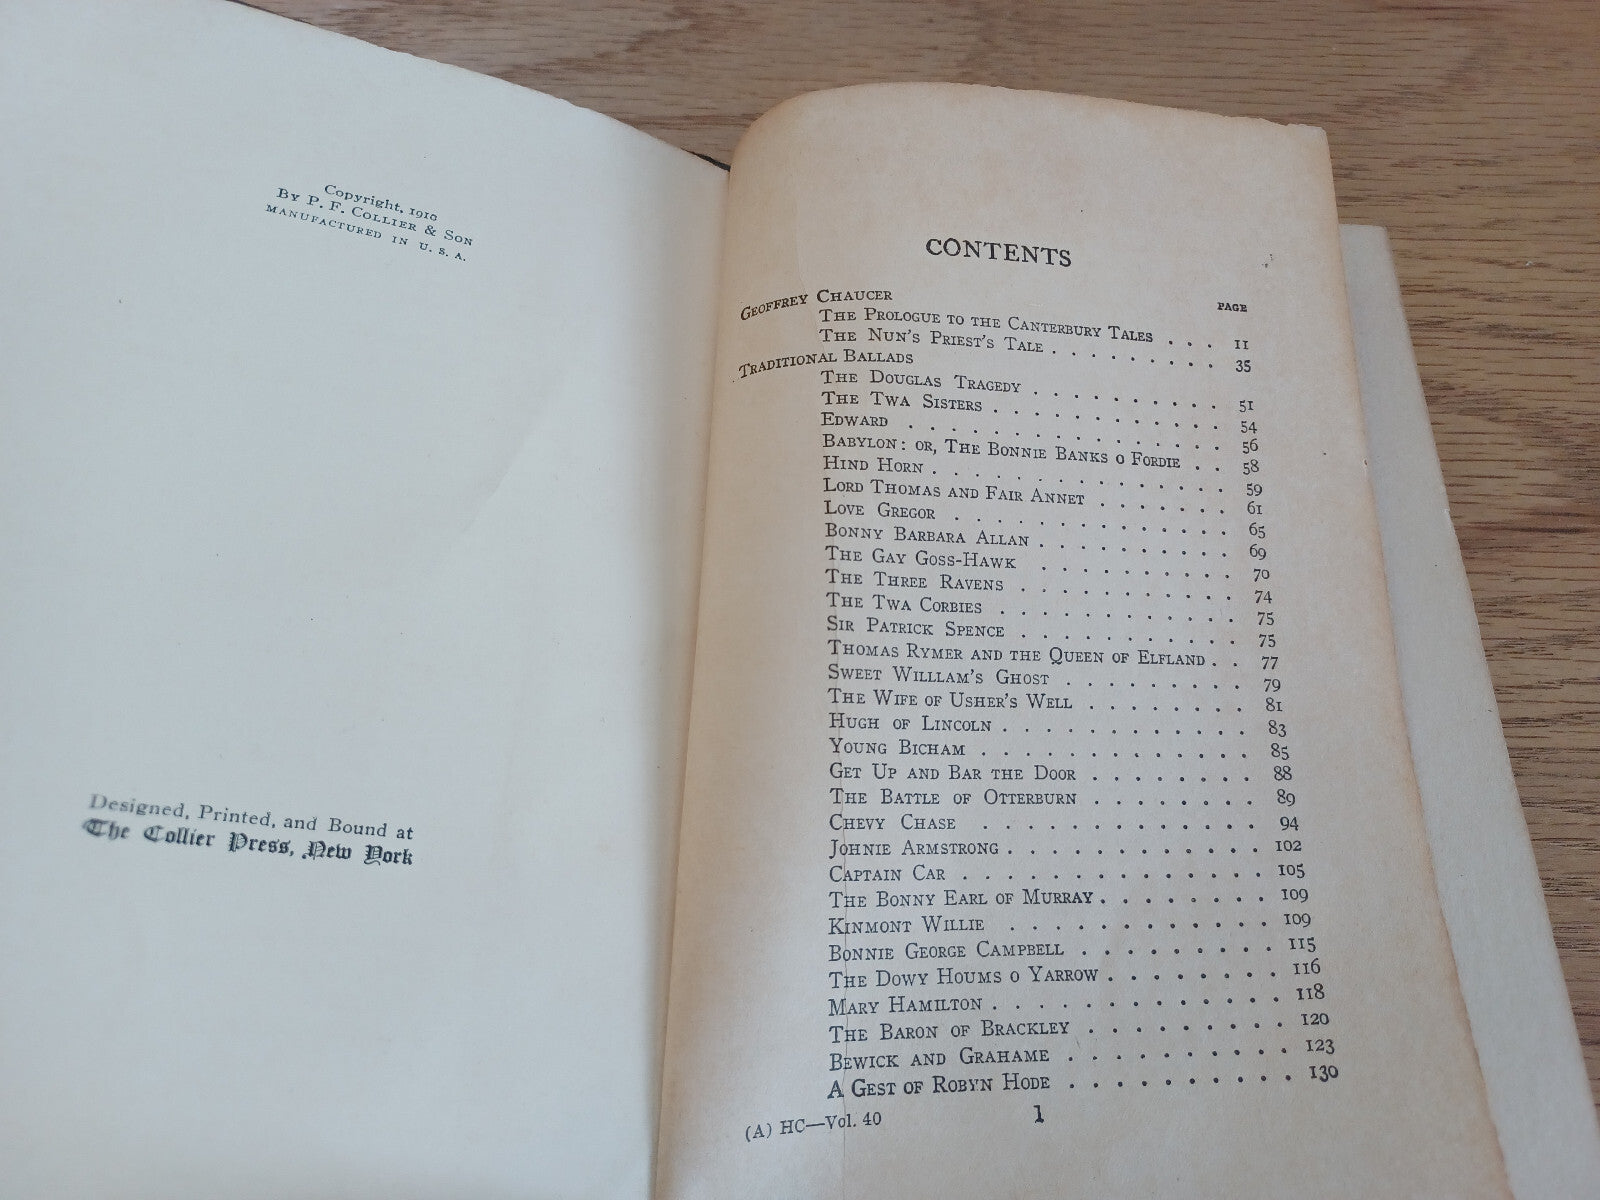 Copyright, 1910
By P. F. Collier & Son
MANUFACTURED IN U. S. A.
Designed, Printed, and Bound at
The Collier Press, New York
CONTENTS
PAGE
Geoffrey Chaucer
The Prologue to the Canterbury Tales . . . 11
The Nun's Priest's Tale . . . . . . . . . 35
Traditional Ballads
The Douglas Tragedy . . . . . . . . . . 51
The Twa Sisters . . . . . . . . . . . . 54
Edward . . . . . . . . . . . . . . . 56
Babylon: or, The Bonnie Banks o Fordie . . 58
Hind Horn . . . . . . . . . . . . . 59
Lord Thomas and Fair Annet . . . . . . . 61
Love Gregor . . . . . . . . . . . . . 65
Bonny Barbara Allan . . . . . . . . . . 69
The Gay Goss-Hawk . . . . . . . . . . 70
The Three Ravens . . . . . . . . . . . 74
The Twa Corbies . . . . . . . . . . . . 75
Sir Patrick Spence . . . . . . . . . . . 75
Thomas Rymer and the Queen of Elfland . . 77
Sweet Willlam's Ghost . . . . . . . . . 79
The Wife of Usher's Well . . . . . . . . 81
Hugh of Lincoln . . . . . . . . . . . . 83
Young Bicham . . . . . . . . . . . . . 85
Get Up and Bar the Door . . . . . . . . 88
The Battle of Otterburn . . . . . . . . 89
Chevy Chase . . . . . . . . . . . . . 94
Johnie Armstrong . . . . . . . . . . . . 102
Captain Car . . . . . . . . . . . . . . 105
The Bonny Earl of Murray . . . . . . . . 109
Kinmont Willie . . . . . . . . . . . . 109
Bonnie George Campbell . . . . . . . . . 115
The Dowy Houms o Yarrow . . . . . . . . 116
Mary Hamilton . . . . . . . . . . . . . 118
The Baron of Brackley . . . . . . . . . 120
Bewick and Grahame . . . . . . . . . . 123
A Gest of Robyn Hode . . . . . . . . . . 130
(A) HC—Vol. 40
1